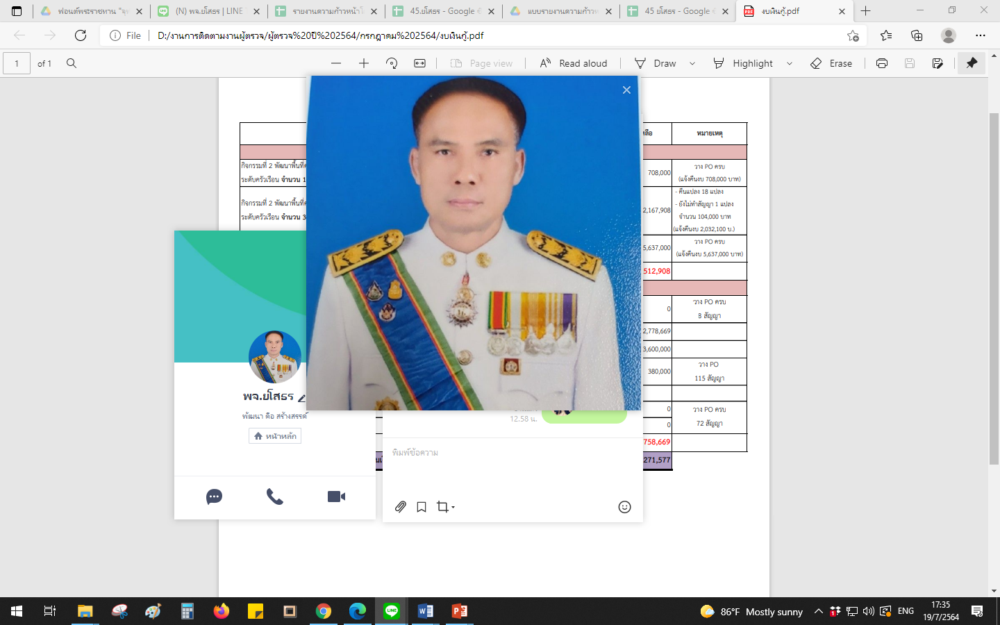 ฟอนต์พระราชทาน "จุฬ
(N) พจ.ยโสธร | LINE
รายงานความก้าวหน้าโ
45.ยโสธร - Google ชี
แบบรายงานความก้าวห
45 ยโสธร - Google ชี
งบเงินกู้.pdf
File
D:/งานการติดตามงานผู้ตรวจ/ผู้ตรวจ%20ปี%202564/กรกฎาคม%202564/งบเงินกู้.pdf
1 of 1
Page view
Read aloud
Draw
Highlight
Erase
หลือ
หมายเหตุ
กิจกรรมที่ 2 พัฒนาพื้นที่
ระดับครัวเรือน จำนวน 1
708,000
วาง PO ครบ
(แจ้งคืนงบ 708,000 บาท)
กิจกรรมที่ 2 พัฒนาพื้นที่
ระดับครัวเรือน จำนวน 3
2,167,908
- คืนแปลง 18 แปลง
- ยังไม่ทำสัญญา 1 แปลง
จำนวน 104,000 บาท
(แจ้งคืนงบ 2,032,100 บ.)
5,637,000
วาง PO ครบ
(แจ้งคืนงบ 5,637,000 บาท)
512,908
0
วาง PO ครบ
8 สัญญา
2,778,669
3,600,000
380,000
วาง PO
115 สัญญา
0
วาง PO ครบ
0
72 สัญญา
758,669
271,577
พจ.ยโสธร
พัฒนา คือ สร้างสรรค์
หน้าหลัก
12.58 น.
พิมพ์ข้อความ
86°F Mostly sunny
ENG
17:35
19/7/2564